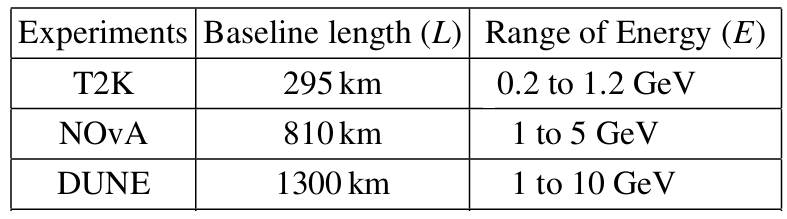 Experiments Baseline length (L) Range of Energy (E)
T2K 295 km 0.2 to 1.2 GeV
NOvA 810 km 1 to 5 GeV
DUNE 1300 km 1 to 10 GeV